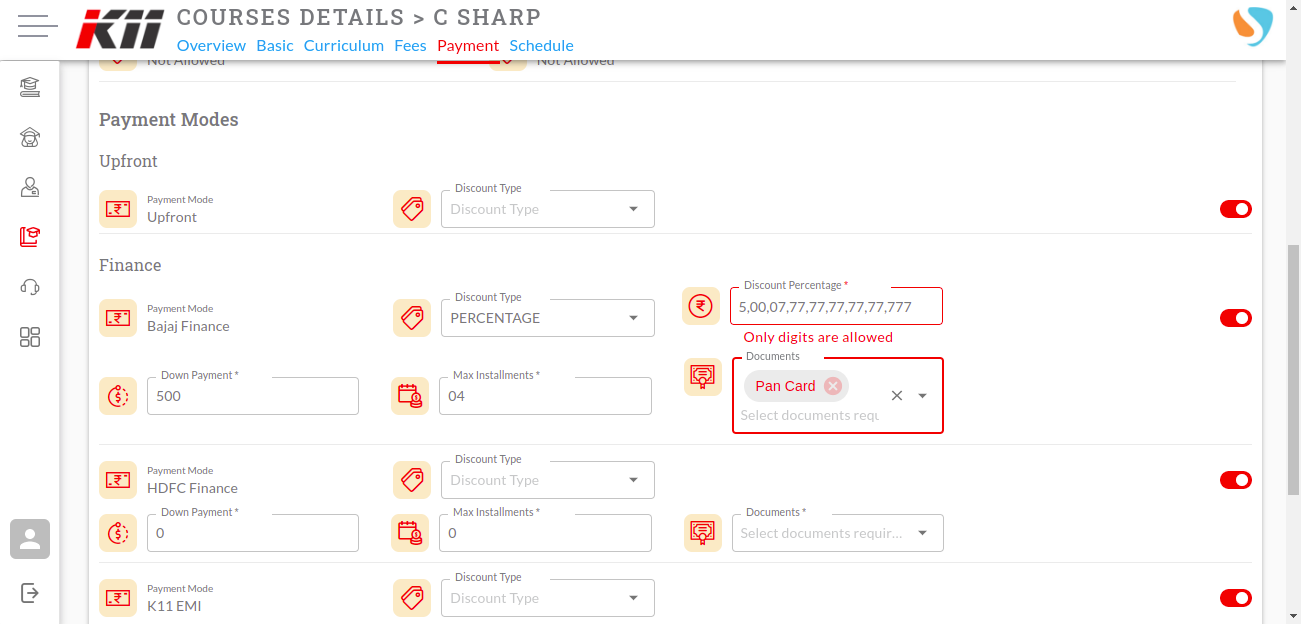 K11
COURSES DETAILS > C SHARP
Overview Basic Curriculum Fees Payment Schedule
Not Allowed Not Allowed
Payment Modes
Upfront
Payment Mode
Upfront
Discount Type
Discount Type
Finance
Payment Mode
Bajaj Finance
Discount Type
PERCENTAGE
Discount Percentage *
5,00,07,77,77,77,77,77,777
Only digits are allowed
Down Payment *
500
Max Installments *
04
Documents
Pan Card
Select documents requ
Payment Mode
HDFC Finance
Discount Type
Discount Type
Down Payment *
0
Max Installments *
0
Documents *
Select documents requir...
Payment Mode
K11 EMI
Discount Type
Discount Type